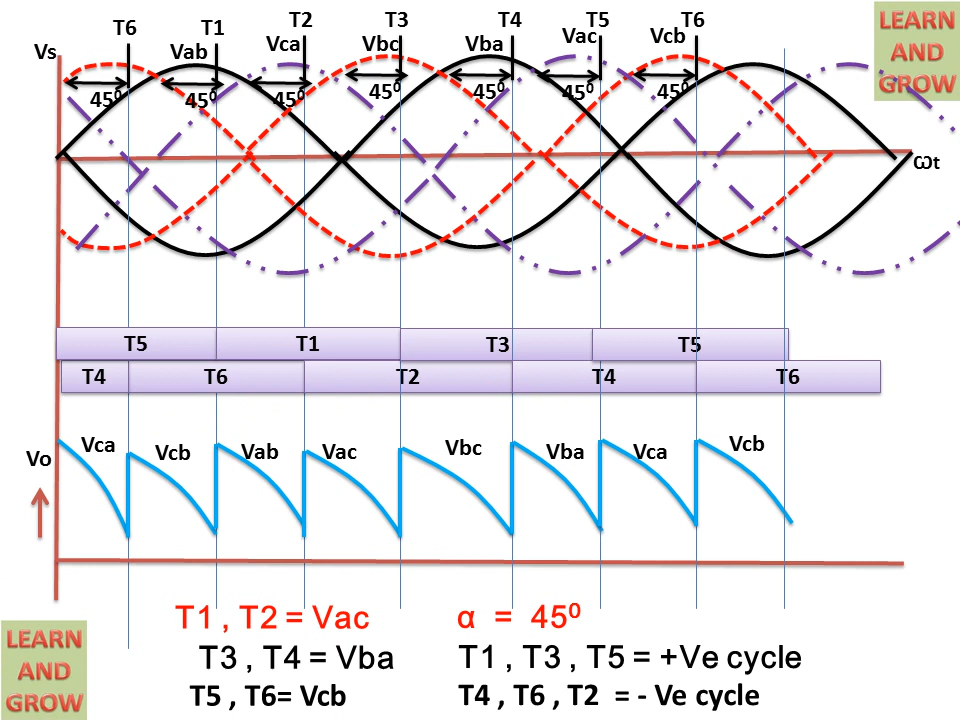 T6 T1 T2 T3 T4 T5 T6
Vs Vab Vca Vbc Vba Vac Vcb
45⁰ 45⁰ 45⁰ 45⁰ 45⁰ 45⁰ 45⁰
LEARN
AND
GROW
ωt
T5 T1 T3 T5
T4 T6 T2 T4 T6
Vo Vca Vcb Vab Vac Vbc Vba Vca Vcb
T1 , T2 = Vac
α = 45⁰
T3 , T4 = Vba
T1 , T3 , T5 = +Ve cycle
T5 , T6= Vcb
T4 , T6 , T2 = - Ve cycle
LEARN
AND
GROW